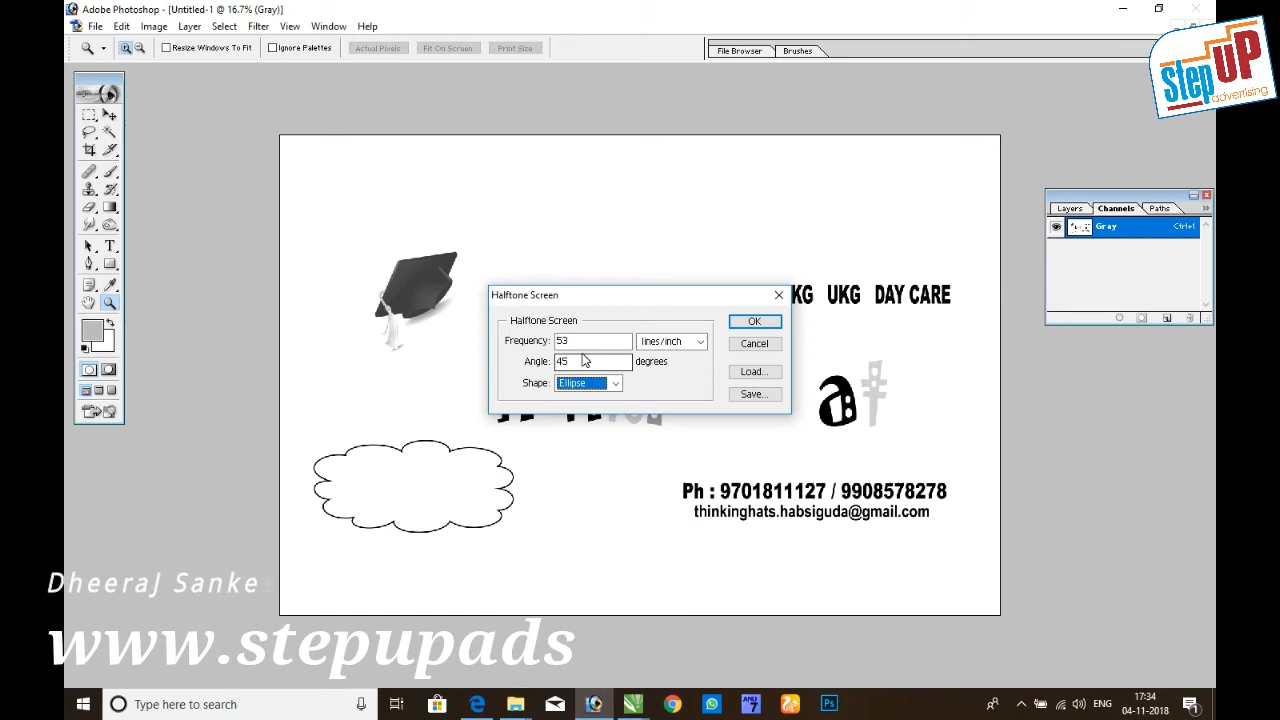 Adobe Photoshop - [Untitled-1 @ 16.7% (Gray)]
File Edit Image Layer Select Filter View Window Help
Resize Windows To Fit Ignore Palettes Actual Pixels Fit On Screen Print Size
File Browser Brushes
StepUP
advertising
Layers Channels Paths
Gray Ctrl+1
KG UKG DAY CARE
Halftone Screen
Halftone Screen
Frequency: 53 lines/inch
Angle: 45 degrees
Shape: Ellipse
OK
Cancel
Load...
Save...
at
Ph : 9701811127 / 9908578278
thinkinghats.habsiguda@gmail.com
DheeraJ Sanke
www.stepupads
Type here to search
ENG
17:34
04-11-2018